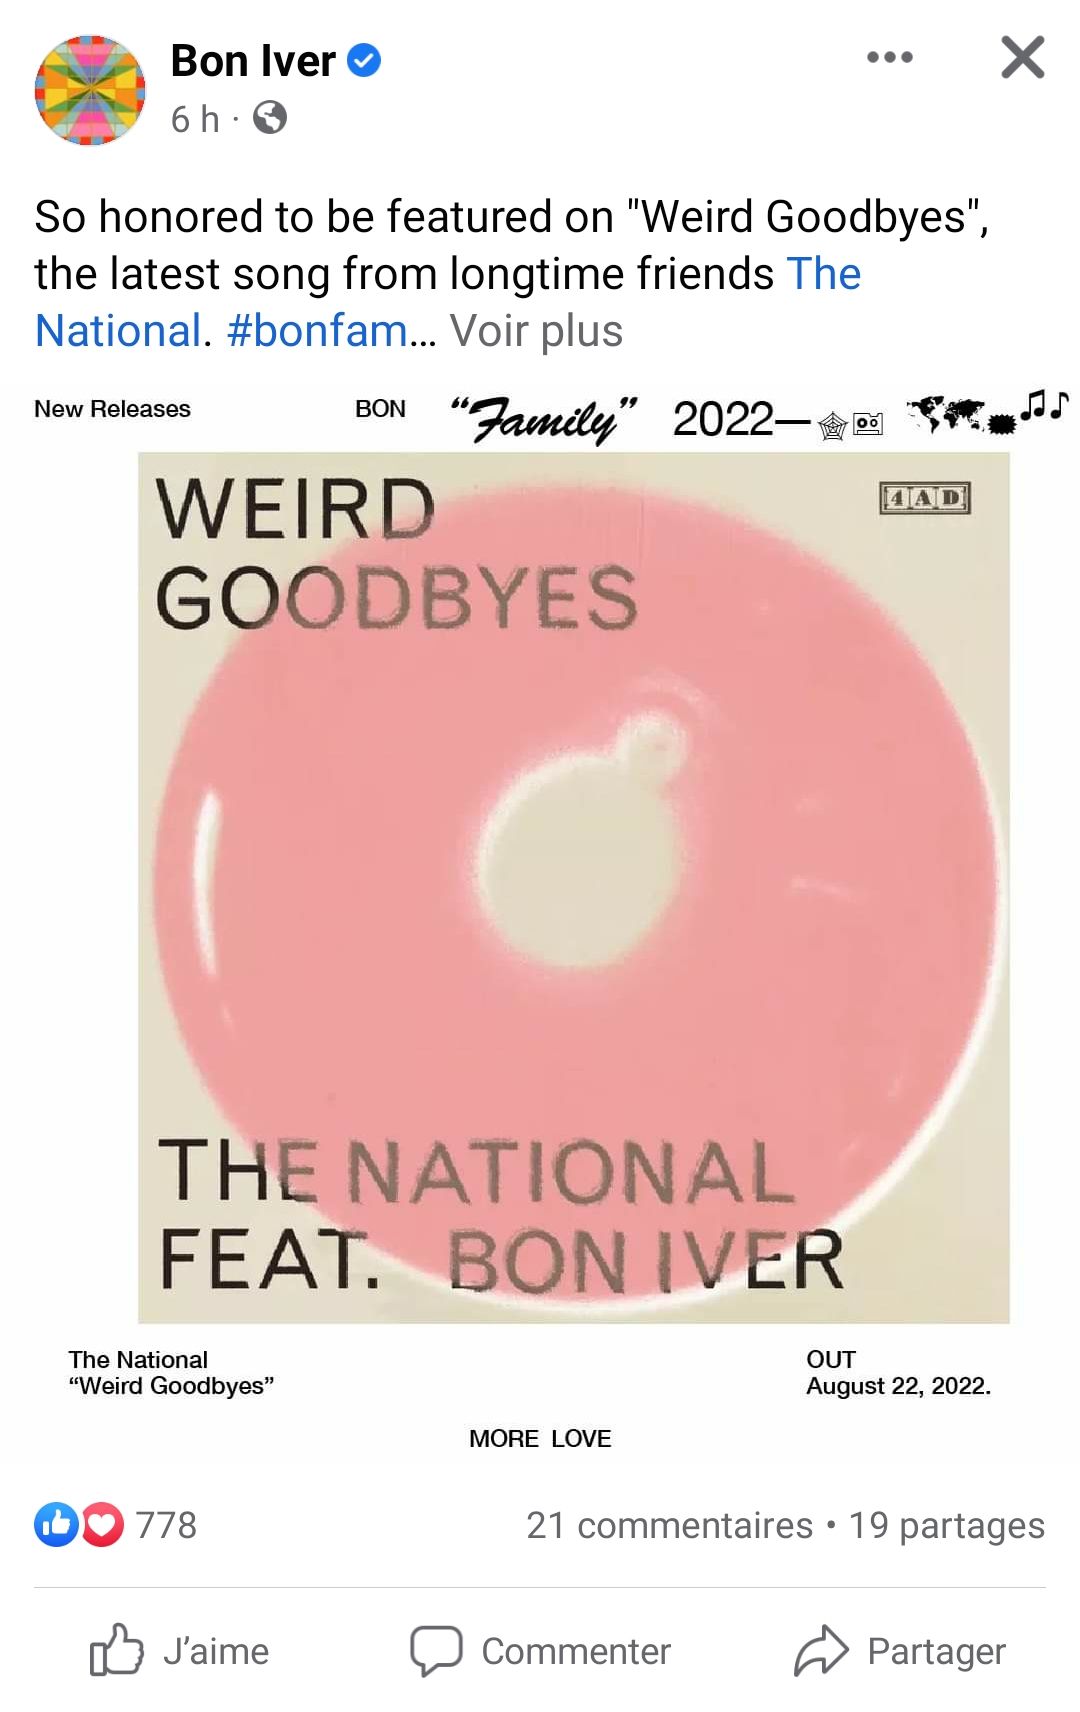 Bon Iver
6 h ·
So honored to be featured on "Weird Goodbyes",
the latest song from longtime friends The
National. #bonfam... Voir plus
New Releases BON “Family” 2022—
WEIRD
GOODBYES
4AD
THE NATIONAL
FEAT. BON IVER
The National
“Weird Goodbyes”
OUT
August 22, 2022.
MORE LOVE
778 21 commentaires • 19 partages
J’aime Commenter Partager